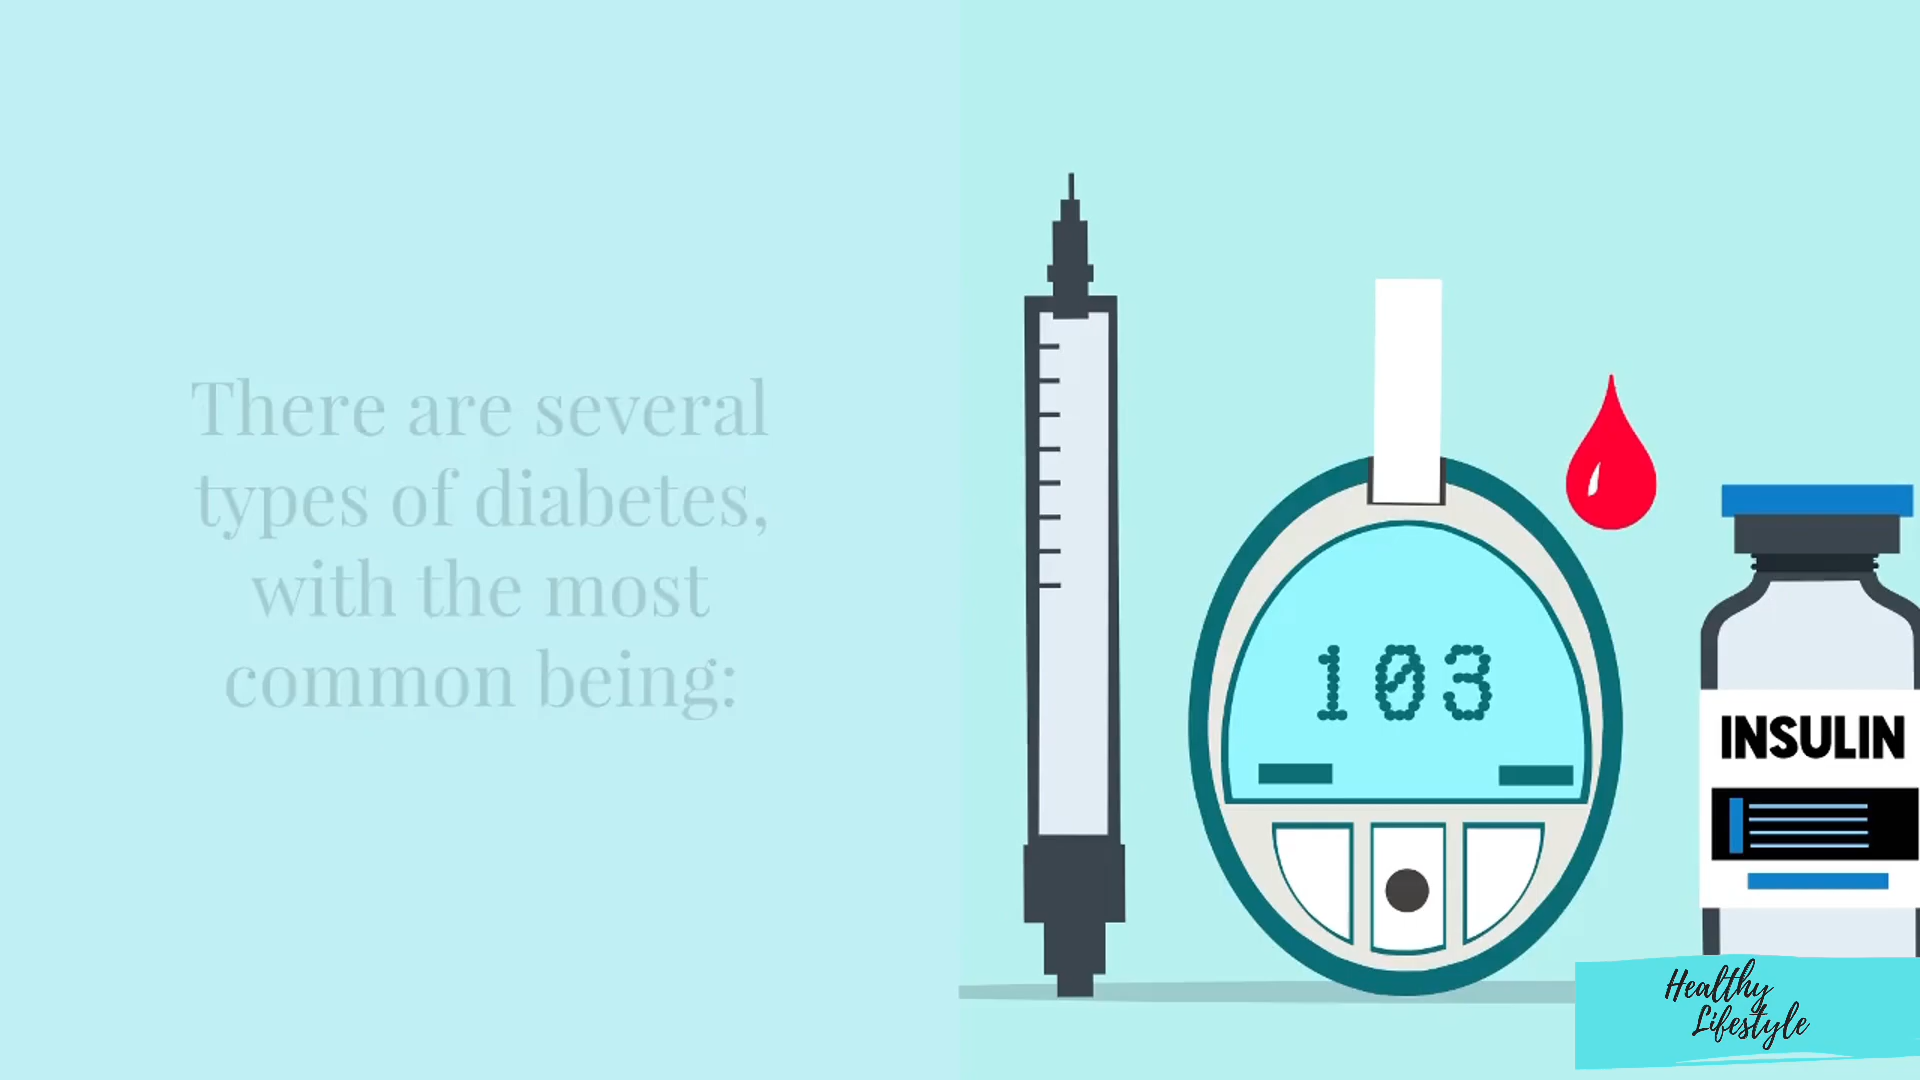 There are several
types of diabetes,
with the most
common being:
103
INSULIN
Healthy
Lifestyle